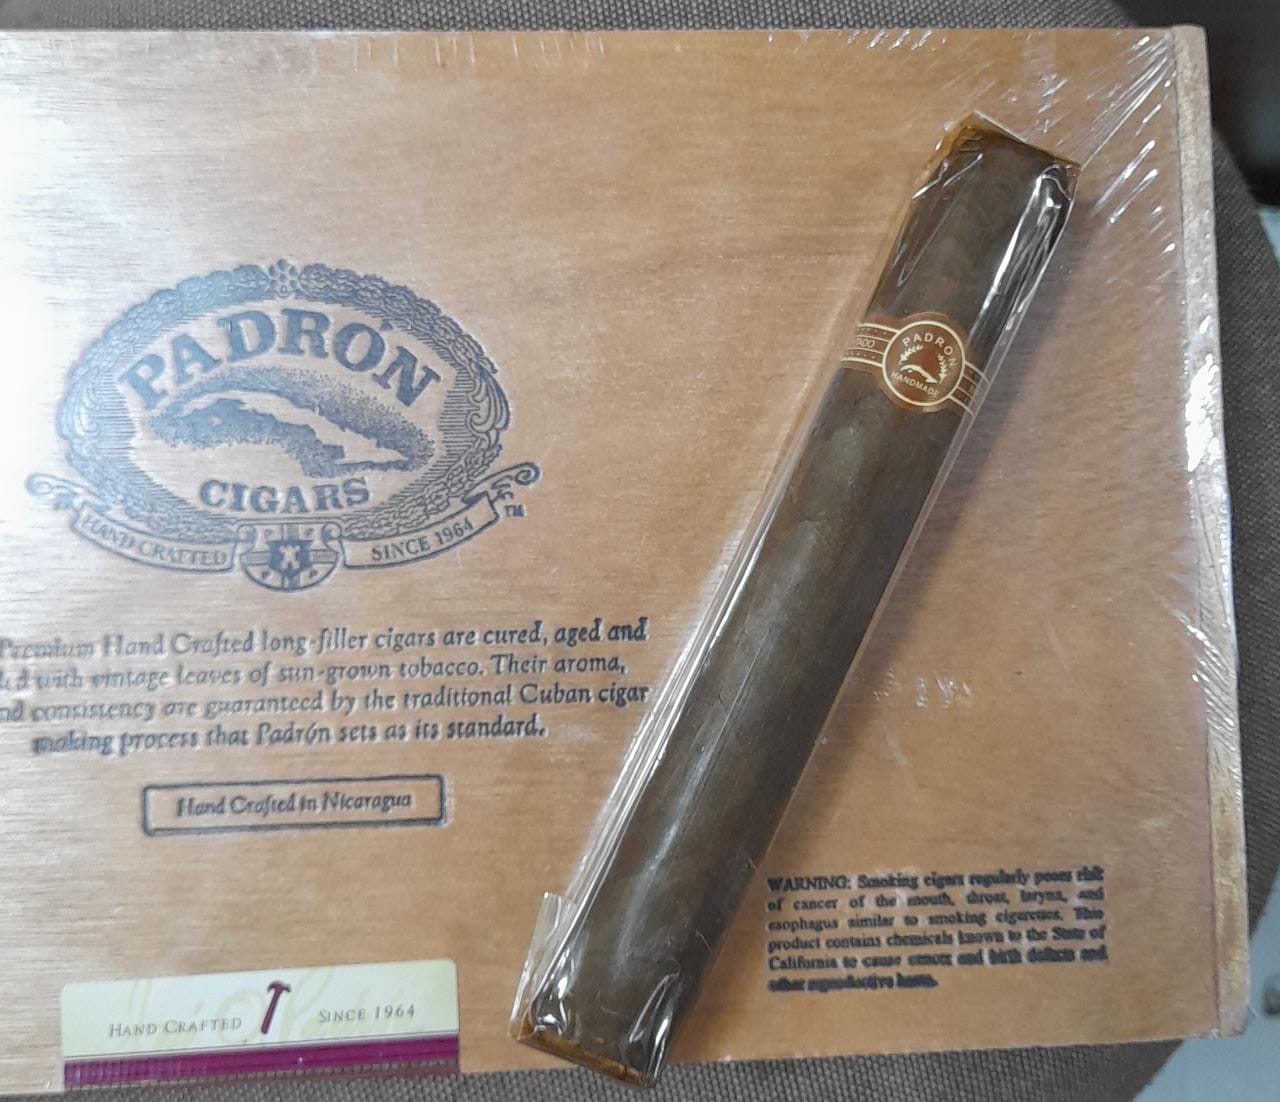 PADRÓN
CIGARS
HAND CRAFTED
SINCE 1964
TM
Premium Hand Crafted long-filler cigars are cured, aged and
with vintage leaves of sun-grown tobacco. Their aroma,
nd consistency are guaranteed by the traditional Cuban cigar
making process that Padrón sets as its standard.
Hand Crafted in Nicaragua
HAND CRAFTED
SINCE 1964
PADRÓN
HANDMADE
TADO
WARNING: Smoking cigars regularly poses risk
of cancer of the mouth, throat, larynx, and
esophagus similar to smoking cigarettes. This
product contains chemicals known to the State of
California to cause cancer and birth defects and
other reproductive harm.